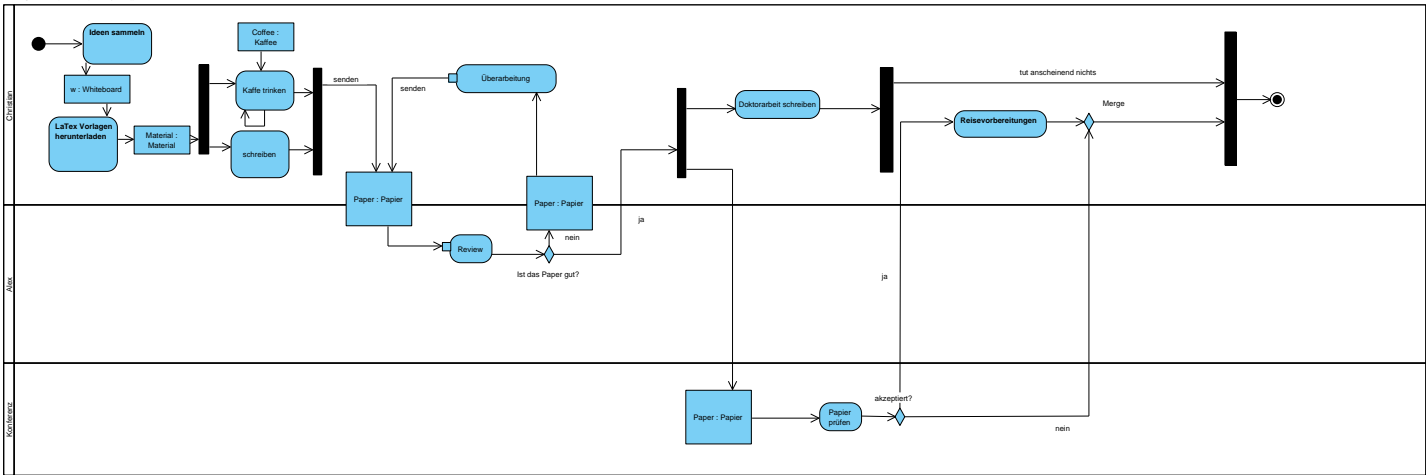 Christian
Ideen sammeln
w : Whiteboard
LaTex Vorlagen
herunterladen
Material :
Material
Coffee :
Kaffee
Kaffe trinken
schreiben
senden
senden
Überarbeitung
Paper : Papier
Paper : Papier
Doktorarbeit schreiben
tut anscheinend nichts
Reisevorbereitungen
Merge
Alex
Review
nein
Ist das Paper gut?
ja
ja
Konferenz
Paper : Papier
Papier
prüfen
akzeptiert?
nein